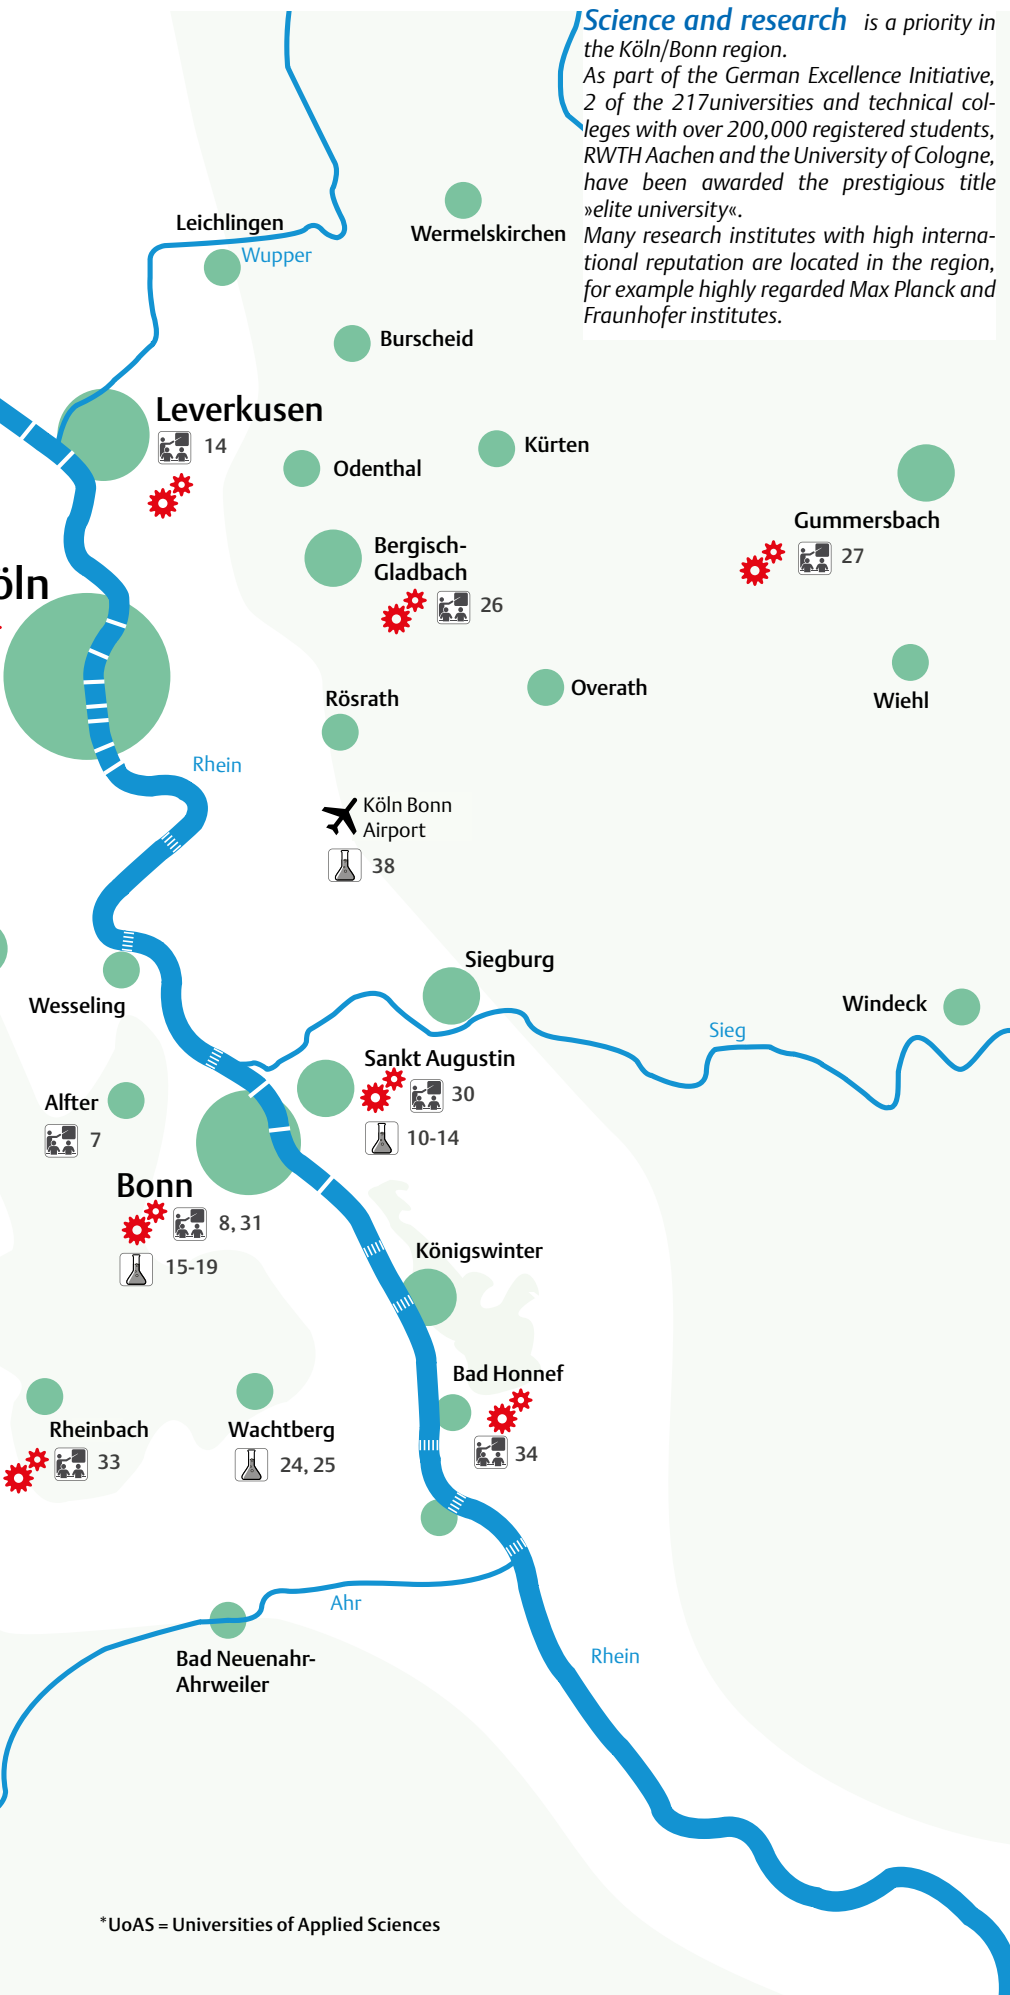 Science and research is a priority in
the Köln/Bonn region.
As part of the German Excellence Initiative,
2 of the 217universities and technical col-
leges with over 200,000 registered students,
RWTH Aachen and the University of Cologne,
have been awarded the prestigious title
»elite university«.
Many research institutes with high interna-
tional reputation are located in the region,
for example highly regarded Max Planck and
Fraunhofer institutes.
Leichlingen
Wermelskirchen
Wupper
Burscheid
Leverkusen
14
Kürten
Odenthal
Gummersbach
27
Bergisch-
Gladbach
26
öln
Overath
Rösrath
Wiehl
Rhein
Köln Bonn
Airport
38
Siegburg
Wesseling
Windeck
Sieg
Sankt Augustin
30
10-14
Alfter
7
Bonn
8, 31
15-19
Königswinter
Bad Honnef
34
Rheinbach
33
Wachtberg
24, 25
Ahr
Bad Neuenahr-
Ahrweiler
Rhein
*UoAS = Universities of Applied Sciences